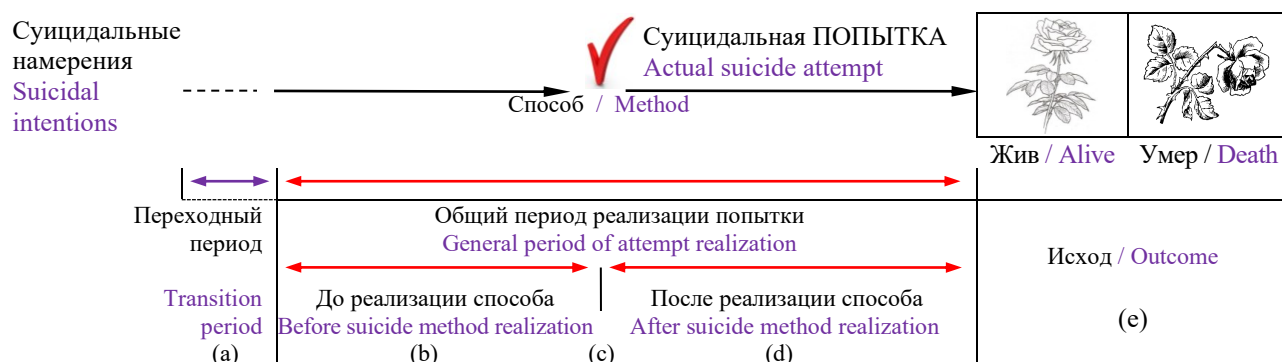 Суицидальные
намерения
Suicidal
intentions
Суицидальная ПОПЫТКА
Actual suicide attempt
Способ / Method
Жив / Alive
Умер / Death
Переходный
период
Общий период реализации попытки
General period of attempt realization
Исход / Outcome
Transition
period
До реализации способа
Before suicide method realization
После реализации способа
After suicide method realization
(a)
(b)
(c)
(d)
(e)